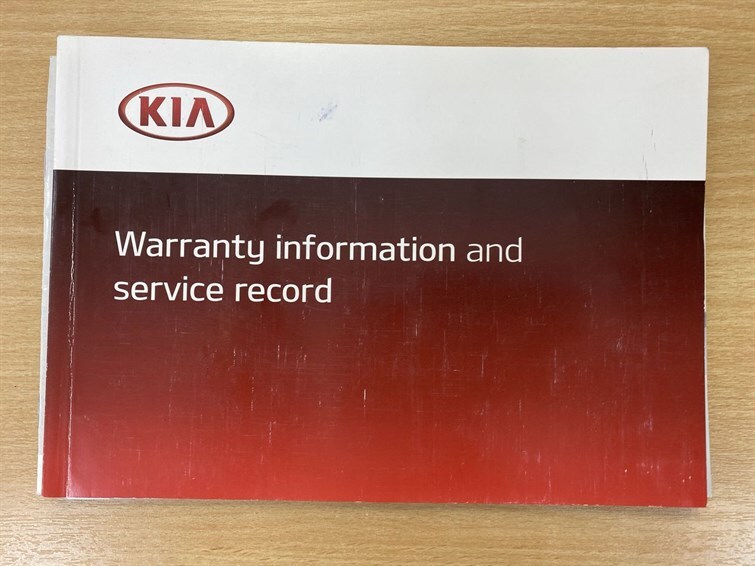 KIA
Warranty information and
service record